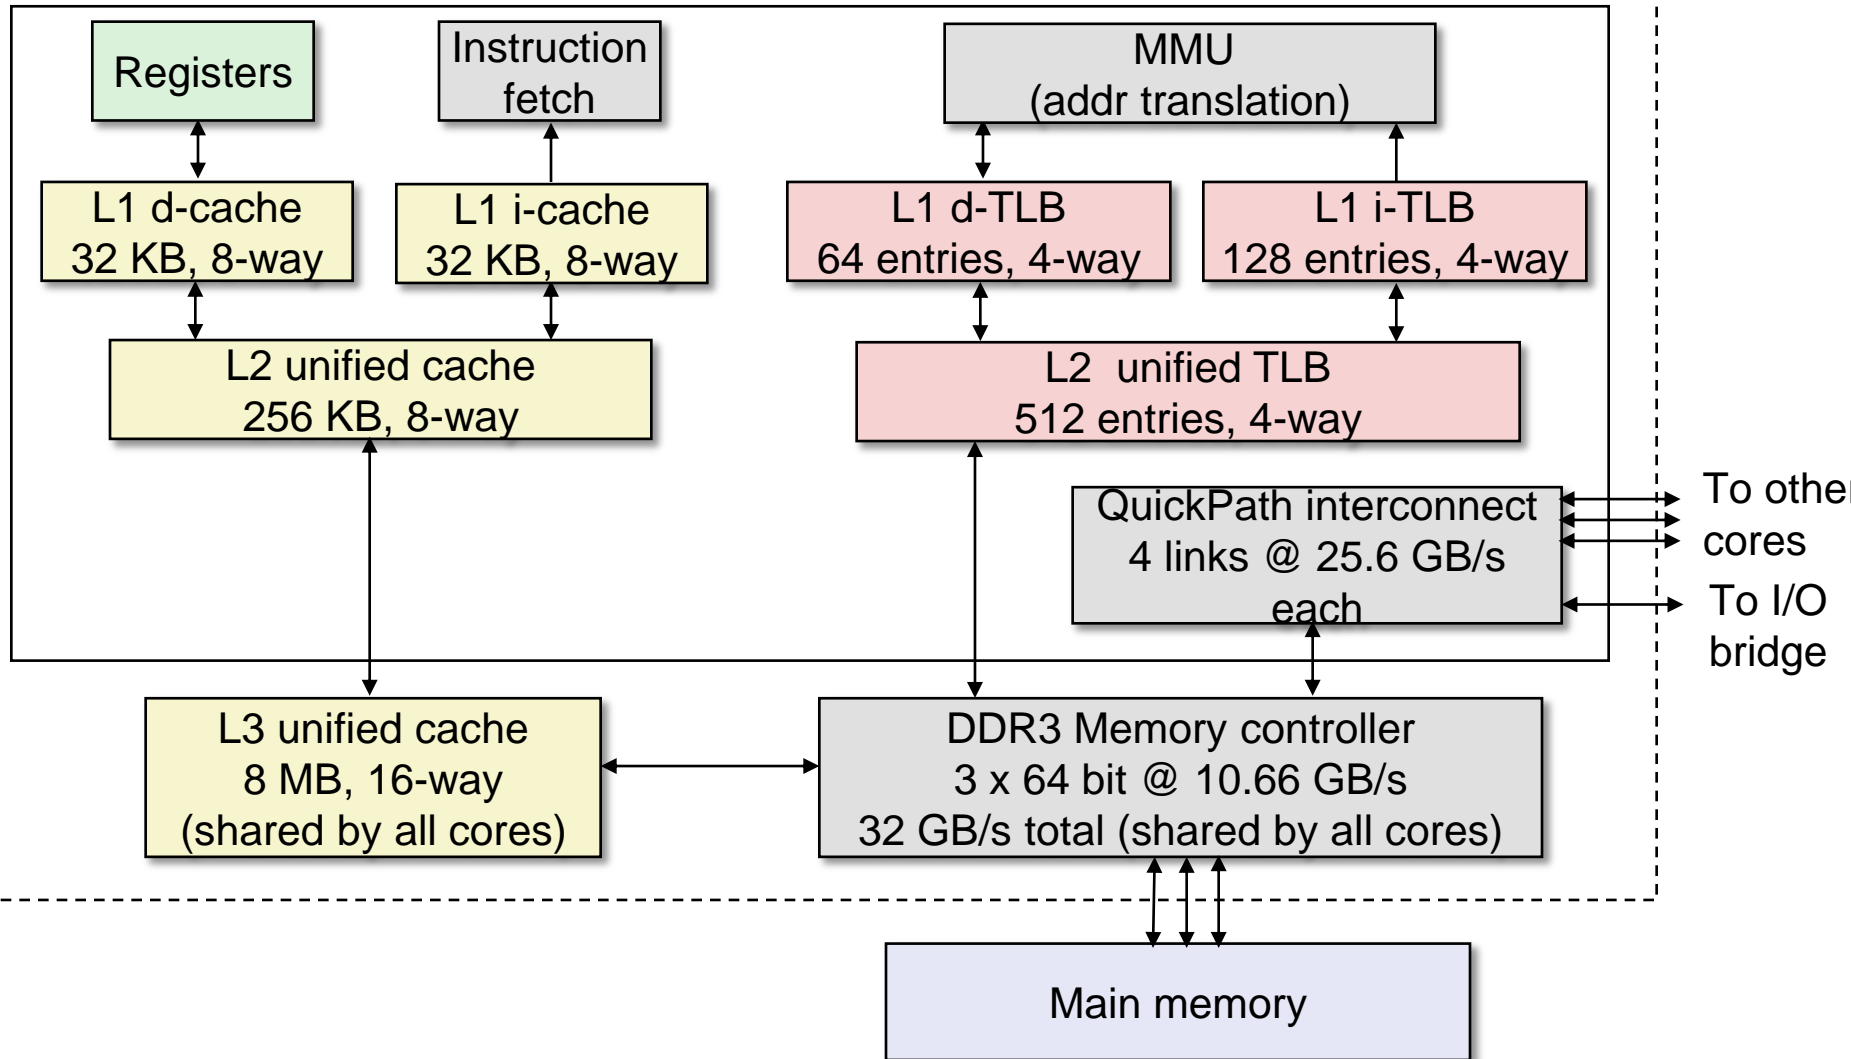 Registers
Instruction
fetch
MMU
(addr translation)
L1 d-cache
32 KB, 8-way
L1 i-cache
32 KB, 8-way
L1 d-TLB
64 entries, 4-way
L1 i-TLB
128 entries, 4-way
L2 unified cache
256 KB, 8-way
L2  unified TLB
512 entries, 4-way
QuickPath interconnect
4 links @ 25.6 GB/s
each
To other
cores
To I/O
bridge
L3 unified cache
8 MB, 16-way
(shared by all cores)
DDR3 Memory controller
3 x 64 bit @ 10.66 GB/s
32 GB/s total (shared by all cores)
Main memory